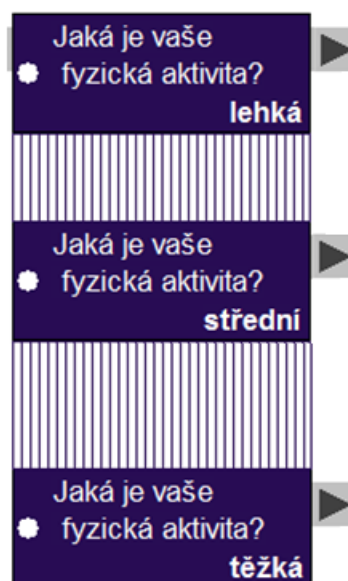 Jaká je vaše
fyzická aktivita?
lehká
Jaká je vaše
fyzická aktivita?
střední
Jaká je vaše
fyzická aktivita?
těžká